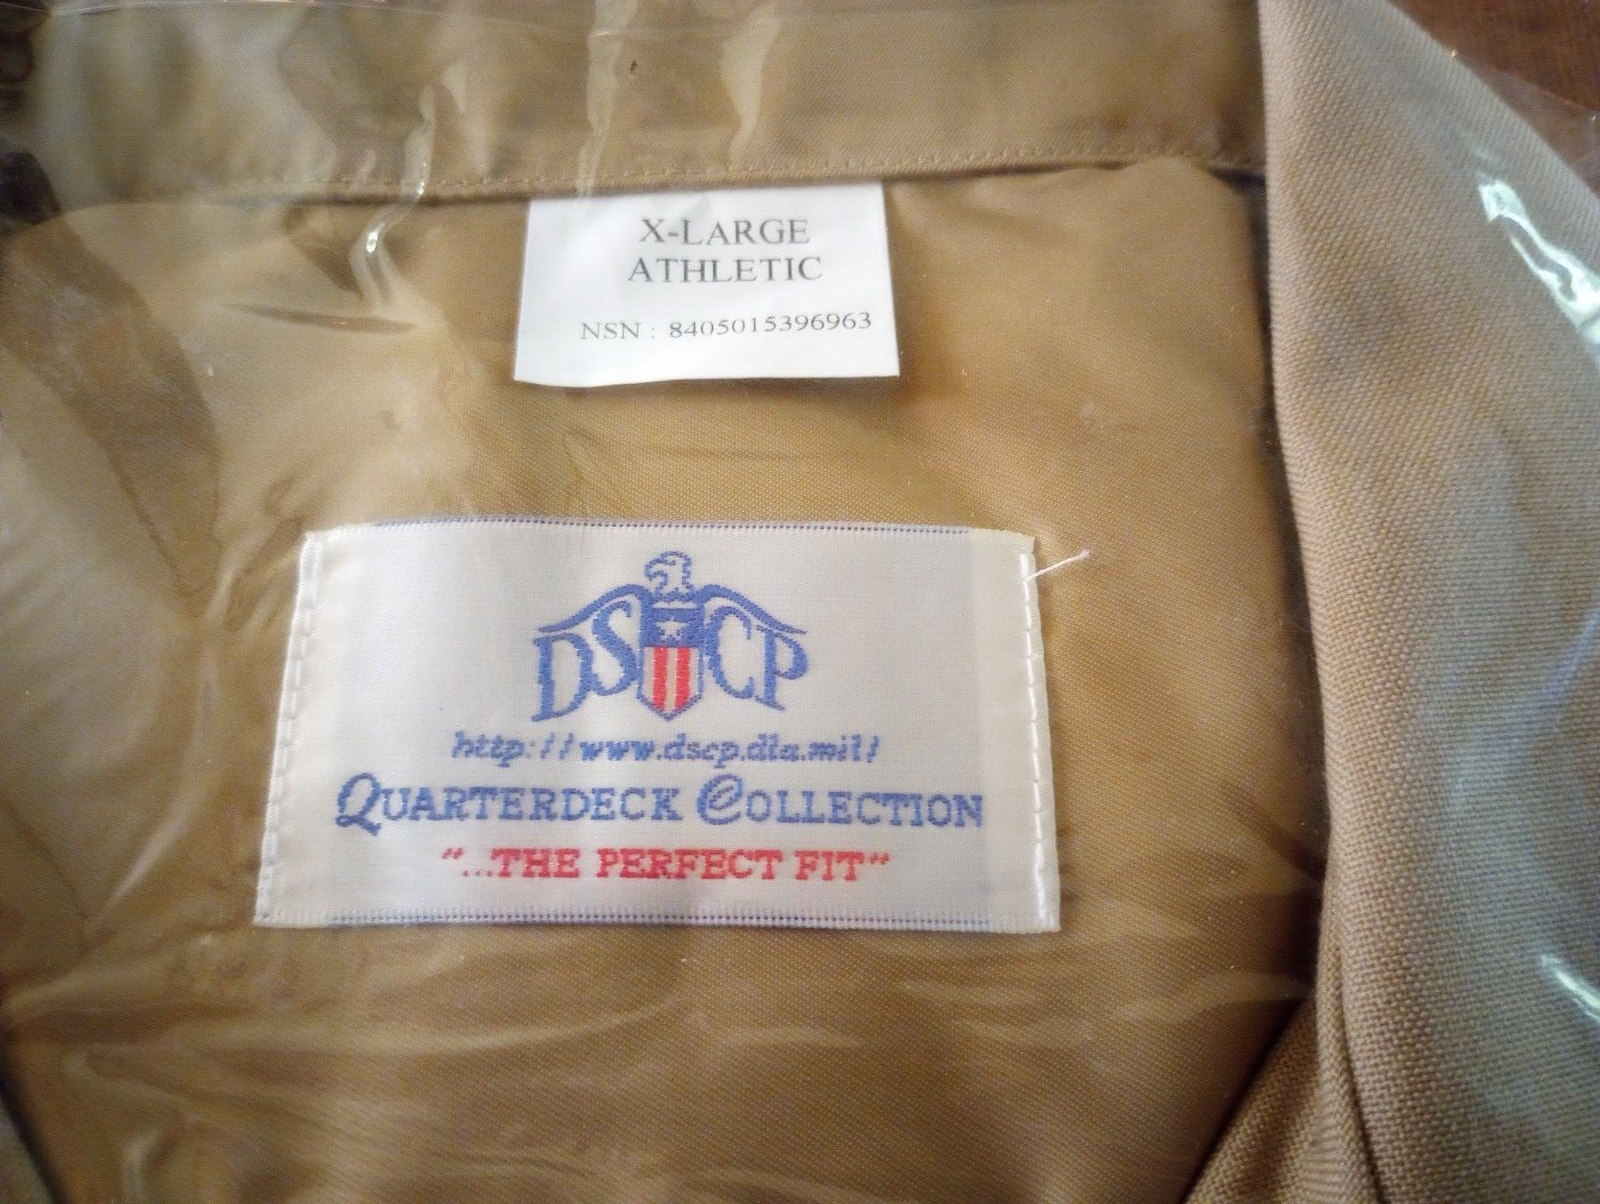 X-LARGE
ATHLETIC
NSN : 8405015396963
DSCP
http://www.dscp.dla.mil/
QUARTERDECK COLLECTION
"...THE PERFECT FIT"